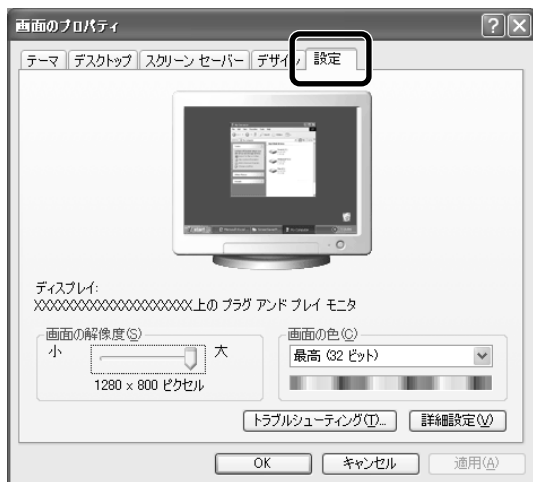 画面のプロパティ
テーマ デスクトップ スクリーン セーバー デザイン 設定
ディスプレイ:
XXXXXXXXXXXXXXXXXXXX上の プラグ アンド プレイ モニタ
画面の解像度(S) 画面の色(C)
小 大 最高 (32 ビット)
1280 x 800 ピクセル
トラブルシューティング(T)... 詳細設定(V)
OK キャンセル 適用(A)